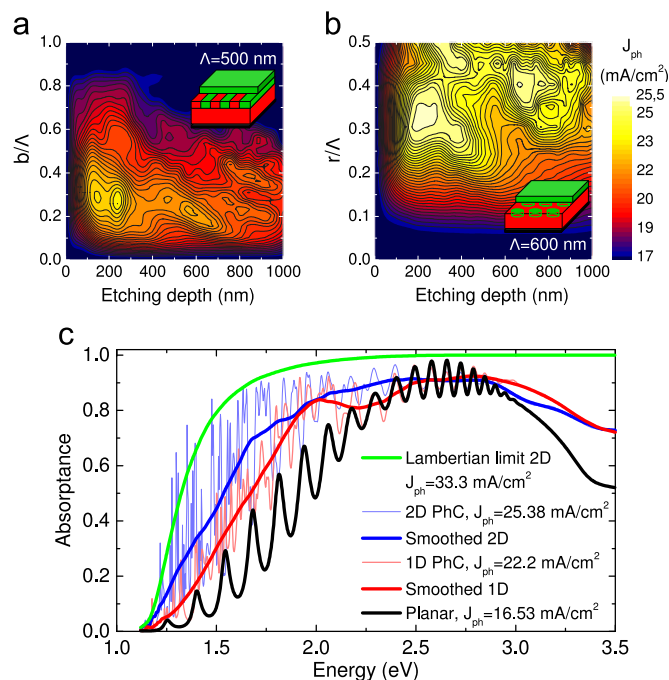 a
b
Λ=500 nm
1.0
0.8
0.6
0.4
0.2
0.0
b/Λ
0 200 400 600 800 1000
Etching depth (nm)
0.5
0.4
0.3
0.2
0.1
0.0
r/Λ
Λ=600 nm
0 200 400 600 800 1000
Etching depth (nm)
J_ph
(mA/cm²)
25,5
25
24
22
20
19
17
c
1.0
0.8
0.6
0.4
0.2
0.0
Absorptance
Lambertian limit 2D
J_ph=33.3 mA/cm²
2D PhC, J_ph=25.38 mA/cm²
Smoothed 2D
1D PhC, J_ph=22.2 mA/cm²
Smoothed 1D
Planar, J_ph=16.53 mA/cm²
1.0 1.5 2.0 2.5 3.0 3.5
Energy (eV)